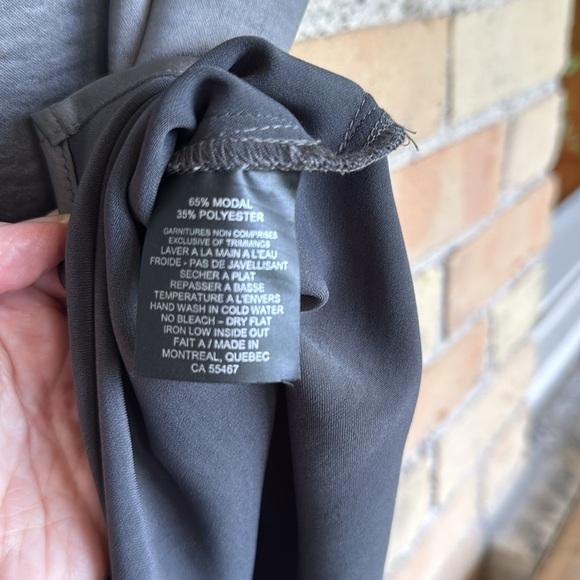 65% MODAL
35% POLYESTER
GARNITURES NON COMPRISES
EXCLUSIVE OF TRIMMINGS
LAVER A LA MAIN A L'EAU
FROIDE - PAS DE JAVELLISANT
SECHER A PLAT
REPASSER A BASSE
TEMPERATURE A L'ENVERS
HAND WASH IN COLD WATER
NO BLEACH - DRY FLAT
IRON LOW INSIDE OUT
FAIT A / MADE IN
MONTREAL, QUEBEC
CA 55467